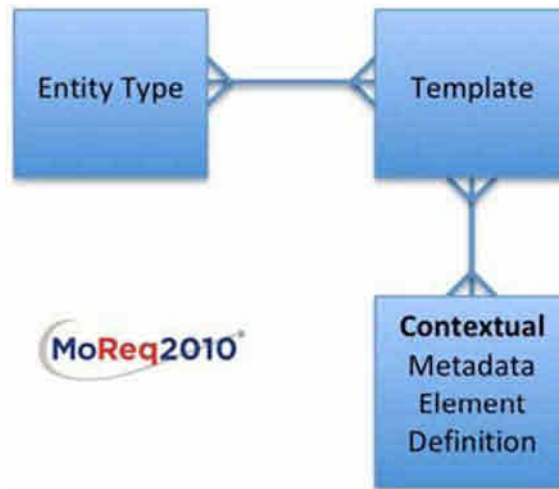 Entity Type
Template
MoReq2010®
Contextual
Metadata
Element
Definition